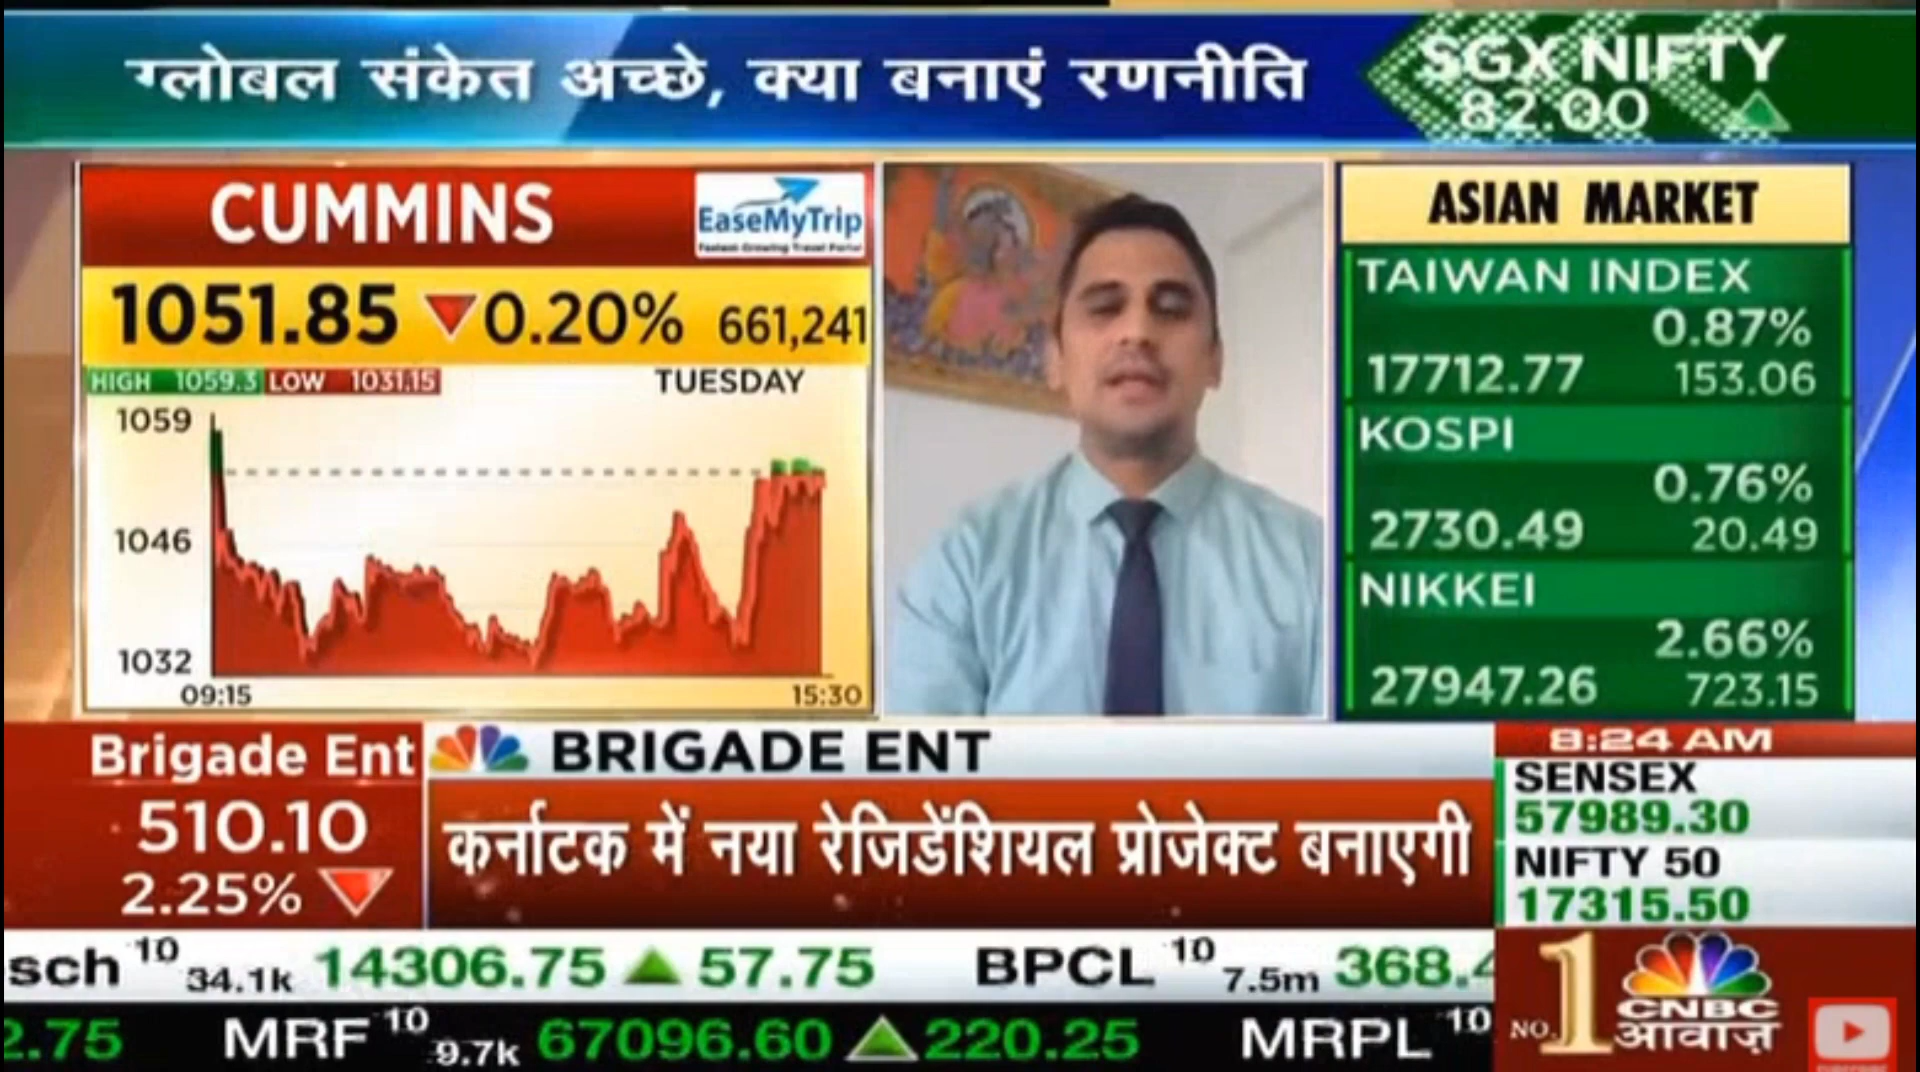 ग्लोबल संकेत अच्छे, क्या बनाएं रणनीति
SGX NIFTY
82.00
CUMMINS
EaseMyTrip
Fastest Growing Travel Portal
1051.85 ▼0.20% 661,241
HIGH 1059.3 LOW 1031.15 TUESDAY
1059
1046
1032
09:15 15:30
ASIAN MARKET
TAIWAN INDEX
0.87%
17712.77 153.06
KOSPI
0.76%
2730.49 20.49
NIKKEI
2.66%
27947.26 723.15
Brigade Ent
510.10
2.25% ▼
BRIGADE ENT
कर्नाटक में नया रेजिडेंशियल प्रोजेक्ट बनाएगी
8:24 AM
SENSEX
57989.30
NIFTY 50
17315.50
sch 10 34.1k 14306.75 ▲ 57.75 BPCL 10 7.5m 368.4
2.75 MRF 10 9.7k 67096.60 ▲ 220.25 MRPL 10
NO. 1 CNBC
आवाज़